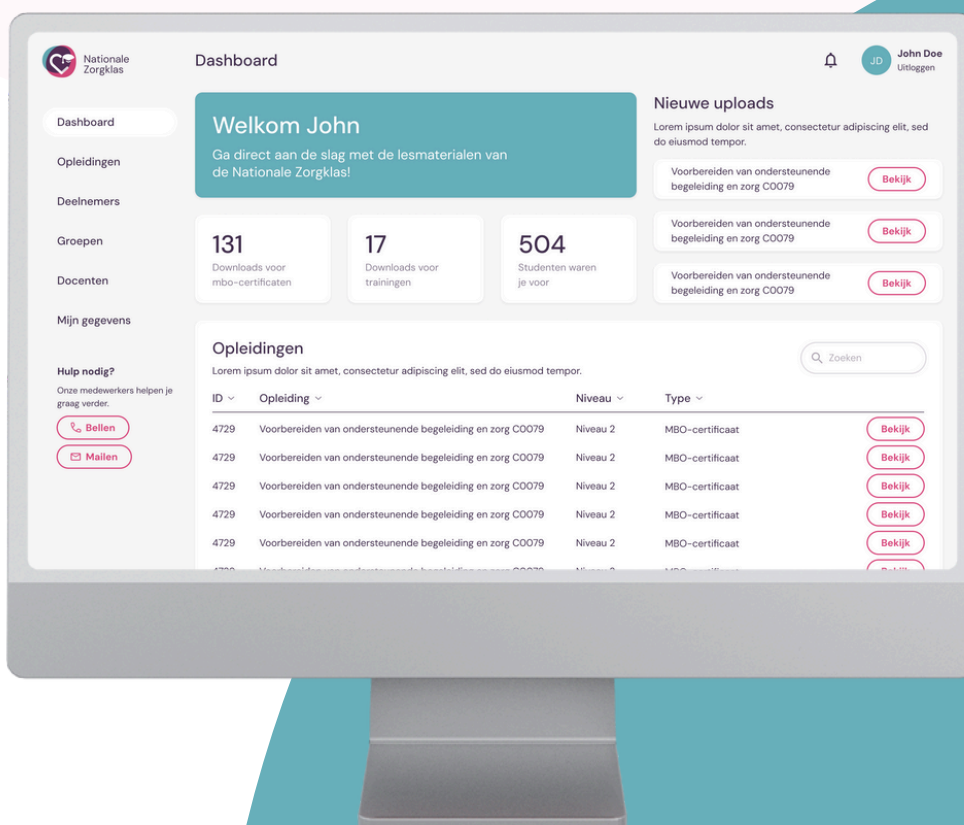 Nationale
Zorgklas
Dashboard
JD
John Doe
Uitloggen
Dashboard
Opleidingen
Deelnemers
Groepen
Docenten
Mijn gegevens
Hulp nodig?
Onze medewerkers helpen je
graag verder.
Bellen
Mailen
Welkom John
Ga direct aan de slag met de lesmaterialen van
de Nationale Zorgklas!
131
Downloads voor
mbo-certificaten
17
Downloads voor
trainingen
504
Studenten waren
je voor
Nieuwe uploads
Lorem ipsum dolor sit amet, consectetur adipiscing elit, sed
do eiusmod tempor.
Voorbereiden van ondersteunende
begeleiding en zorg C0079
Bekijk
Voorbereiden van ondersteunende
begeleiding en zorg C0079
Bekijk
Voorbereiden van ondersteunende
begeleiding en zorg C0079
Bekijk
Opleidingen
Lorem ipsum dolor sit amet, consectetur adipiscing elit, sed do eiusmod tempor.
Zoeken
ID Opleiding Niveau Type
4729 Voorbereiden van ondersteunende begeleiding en zorg C0079 Niveau 2 MBO-certificaat Bekijk
4729 Voorbereiden van ondersteunende begeleiding en zorg C0079 Niveau 2 MBO-certificaat Bekijk
4729 Voorbereiden van ondersteunende begeleiding en zorg C0079 Niveau 2 MBO-certificaat Bekijk
4729 Voorbereiden van ondersteunende begeleiding en zorg C0079 Niveau 2 MBO-certificaat Bekijk
4729 Voorbereiden van ondersteunende begeleiding en zorg C0079 Niveau 2 MBO-certificaat Bekijk